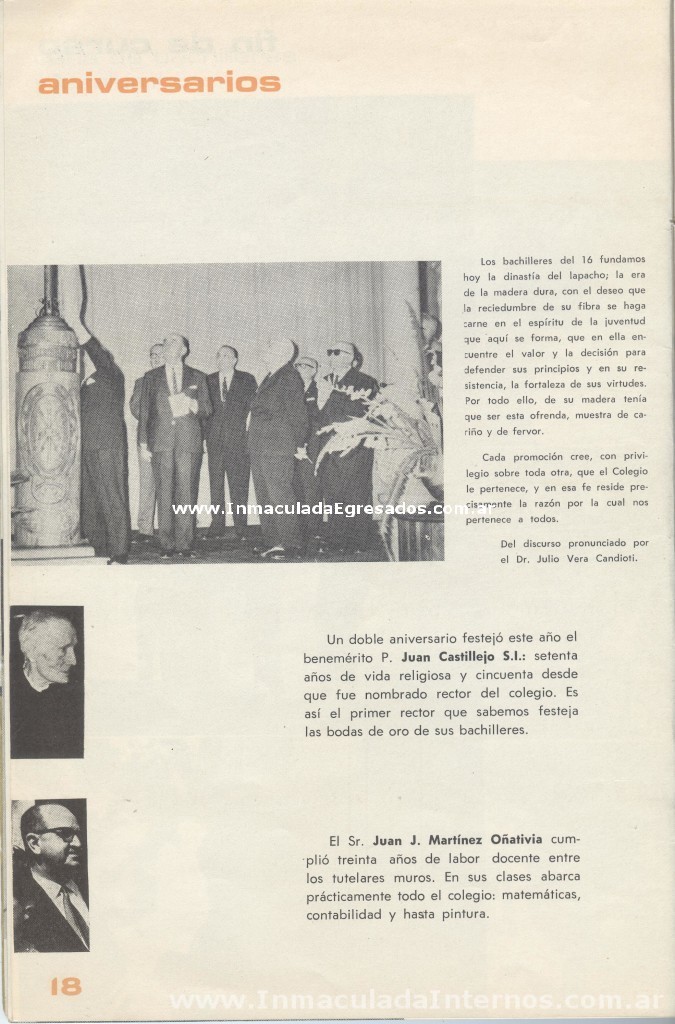 aniversarios
Los bachilleres del 16 fundamos
hoy la dinastía del lapacho; la era
de la madera dura, con el deseo que
la reciedumbre de su fibra se haga
carne en el espíritu de la juventud
que aquí se forma, que en ella en-
cuentre el valor y la decisión para
defender sus principios y en su re-
sistencia, la fortaleza de sus virtudes.
Por todo ello, de su madera tenía
que ser esta ofrenda, muestra de ca-
riño y de fervor.
Cada promoción cree, con privi-
legio sobre toda otra, que el Colegio
le pertenece, y en esa fe reside pre-
cisamente la razón por la cual nos
pertenece a todos.
Del discurso pronunciado por
el Dr. Julio Vera Candioti.
www.InmaculadaEgresados.com.ar
Un doble aniversario festejó este año el
benemérito P. Juan Castillejo S.I.: setenta
años de vida religiosa y cincuenta desde
que fue nombrado rector del colegio. Es
así el primer rector que sabemos festeja
las bodas de oro de sus bachilleres.
El Sr. Juan J. Martínez Oñativia cum-
plió treinta años de labor docente entre
los tutelares muros. En sus clases abarca
prácticamente todo el colegio: matemáticas,
contabilidad y hasta pintura.
18
www.InmaculadaInternos.com.ar